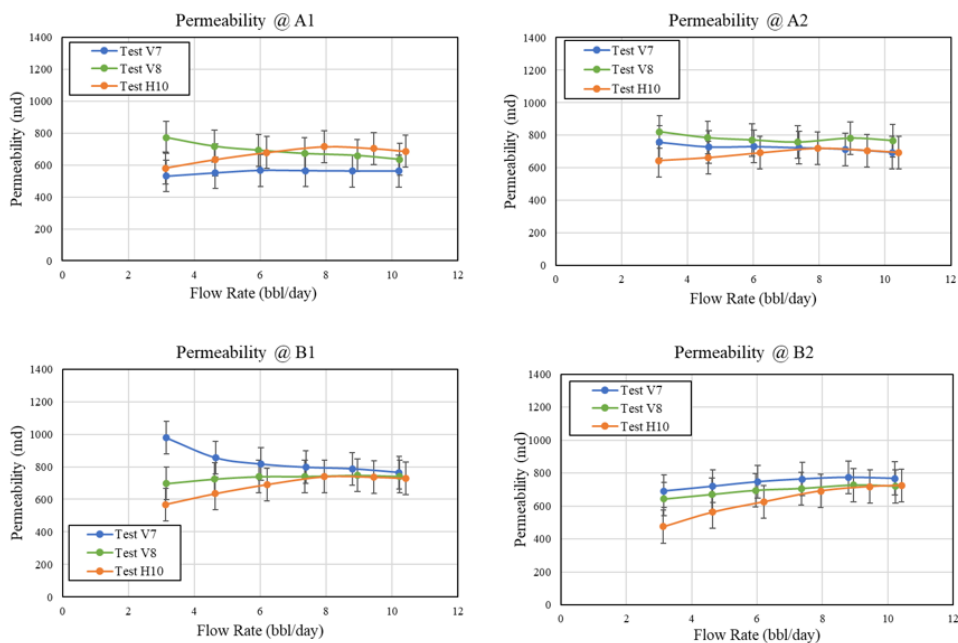 Permeability @ A1
1400
1200
1000
800
600
400
200
0
Permeability (md)
Test V7
Test V8
Test H10
0 2 4 6 8 10 12
Flow Rate (bbl/day)
Permeability @ A2
1400
1200
1000
800
600
400
200
0
Permeability (md)
Test V7
Test V8
Test H10
0 2 4 6 8 10 12
Flow Rate (bbl/day)
Permeability @ B1
1400
1200
1000
800
600
400
200
0
Permeability (md)
Test V7
Test V8
Test H10
0 2 4 6 8 10 12
Flow Rate (bbl/day)
Permeability @ B2
1400
1200
1000
800
600
400
200
0
Permeability (md)
Test V7
Test V8
Test H10
0 2 4 6 8 10 12
Flow Rate (bbl/day)